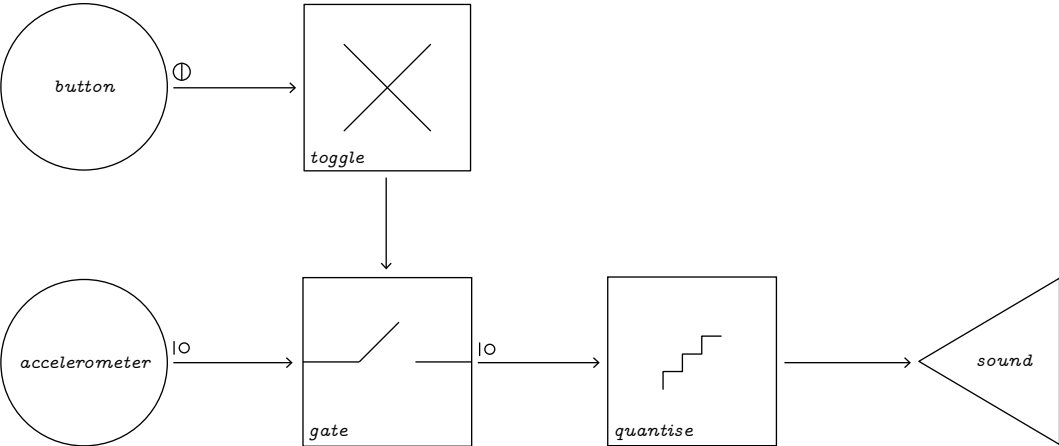 button
toggle
accelerometer
gate
quantise
sound